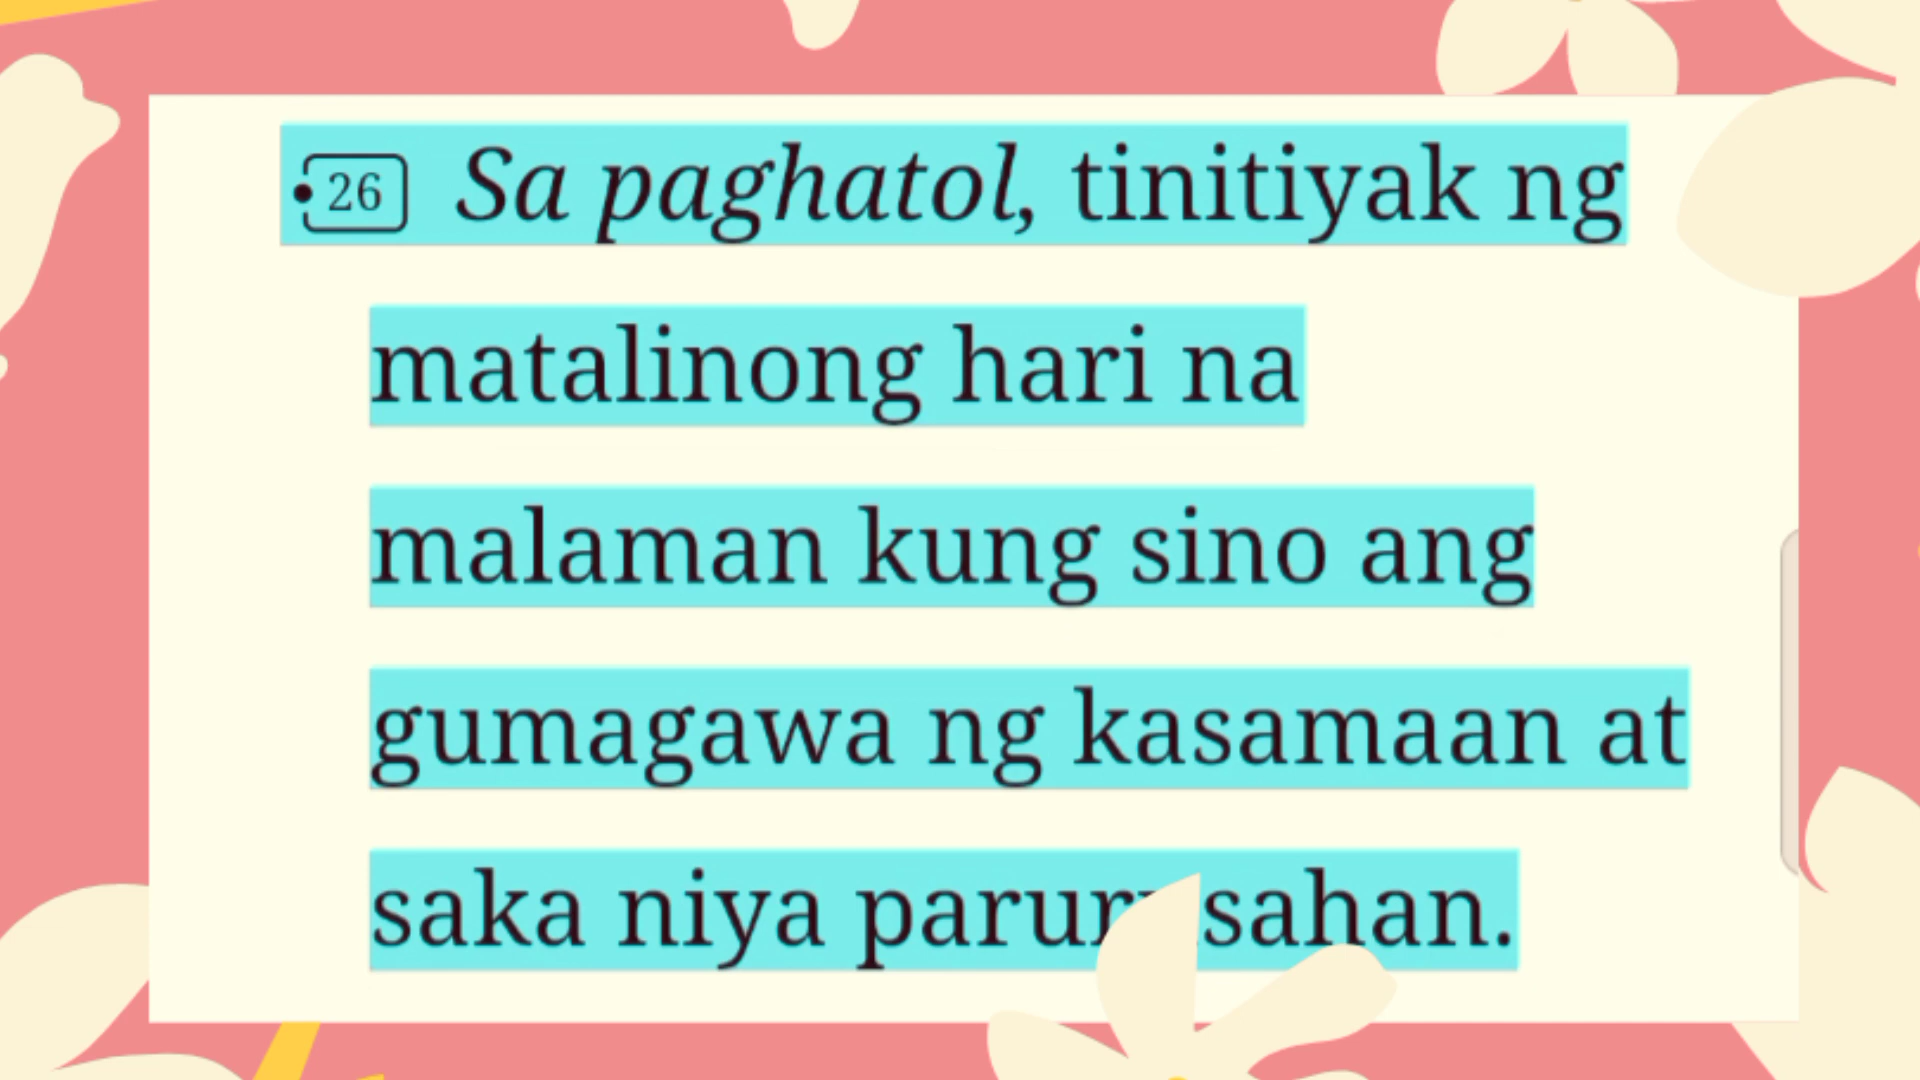 26 Sa paghatol, tinitiyak ng
matalinong hari na
malaman kung sino ang
gumagawa ng kasamaan at
saka niya